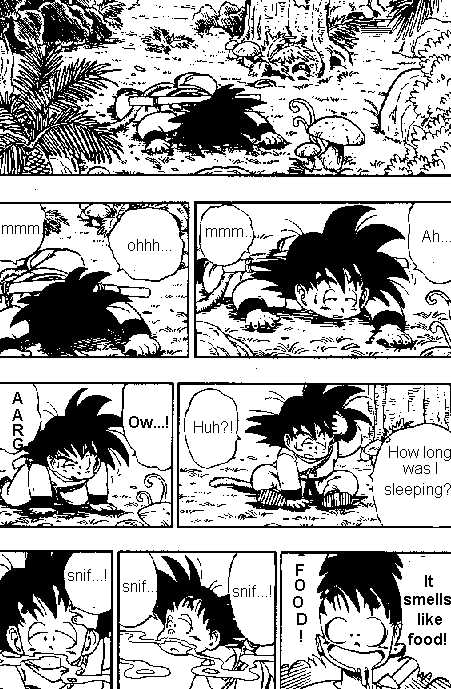 mmm
ohhh...
mmm...
Ah...
AARG
Ow...!
Huh?!
How long
was I
sleeping?
snif...!
snif...
snif...!
FOOD!
It
smells
like
food!